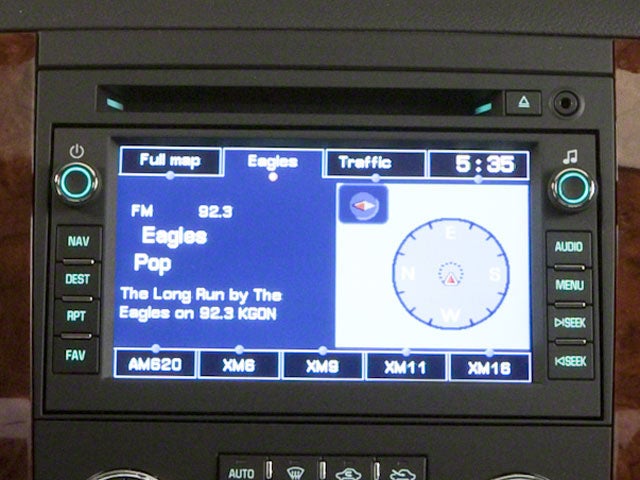 Full map Eagles Traffic 5:35
FM 92.3
Eagles
Pop
The Long Run by The
Eagles on 92.3 KGON
E
N S
W
AM620 XM6 XM9 XM11 XM16
NAV
DEST
RPT
FAV
AUDIO
MENU
SEEK
SEEK
AUTO